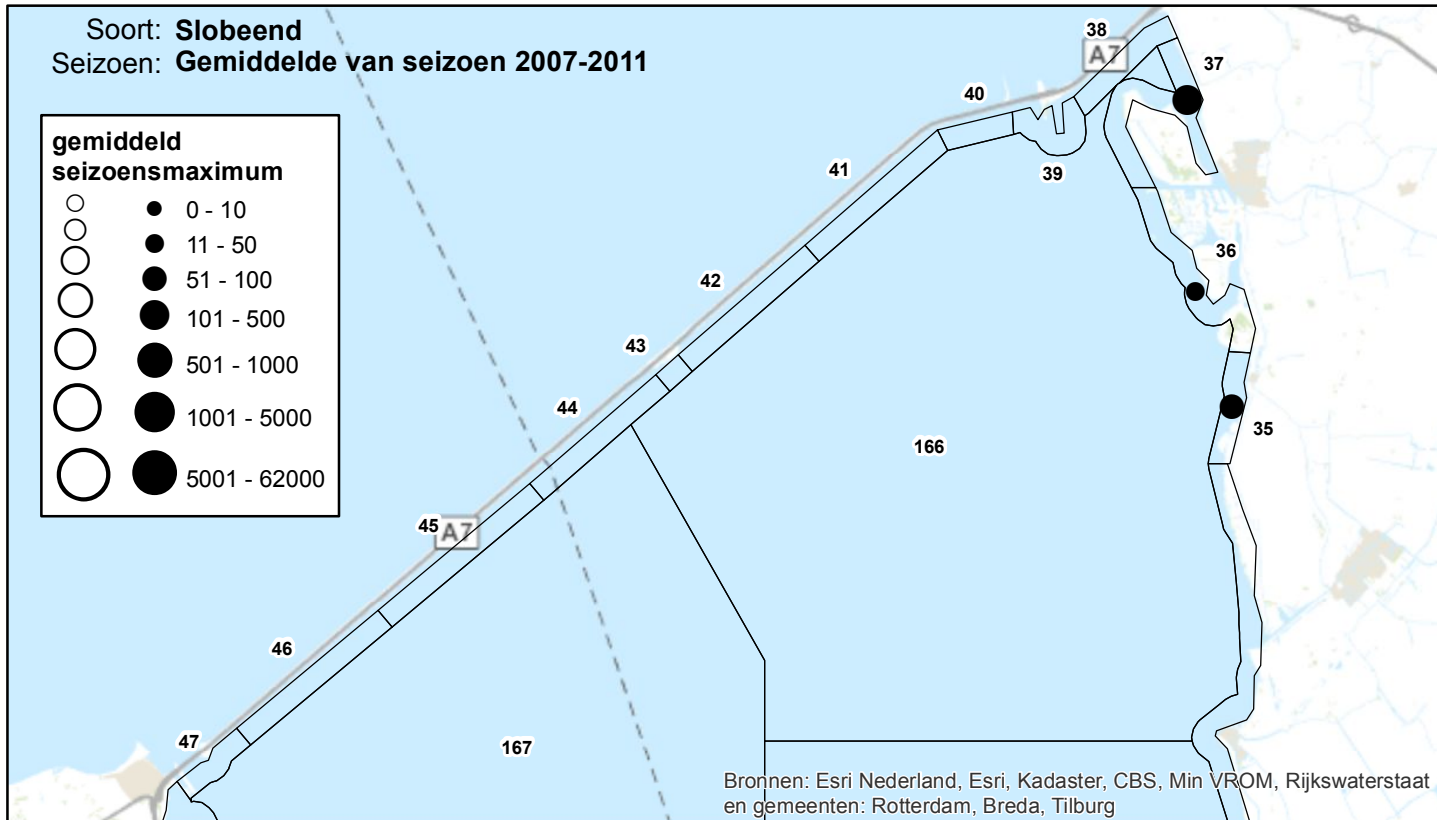 Soort: Slobeend
Seizoen: Gemiddelde van seizoen 2007-2011
gemiddeld
seizoensmaximum
0 - 10
11 - 50
51 - 100
101 - 500
501 - 1000
1001 - 5000
5001 - 62000
38
A7
37
40
41
39
36
42
43
44
35
166
45
A7
46
47
167
Bronnen: Esri Nederland, Esri, Kadaster, CBS, Min VROM, Rijkswaterstaat
en gemeenten: Rotterdam, Breda, Tilburg